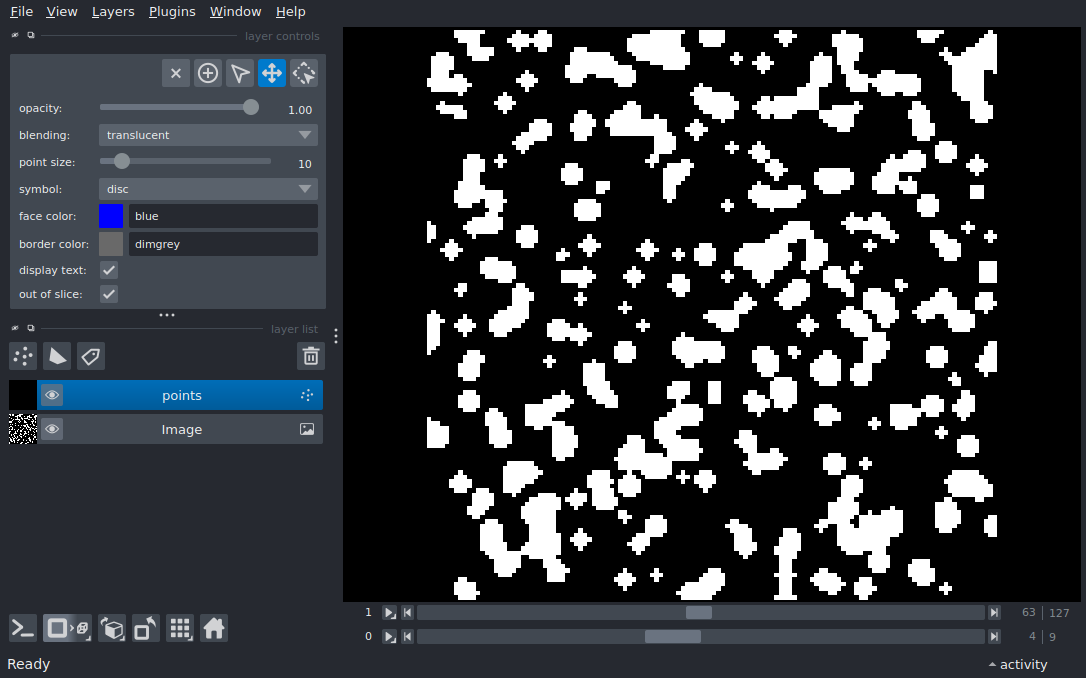 File View Layers Plugins Window Help
layer controls
opacity: 1.00
blending: translucent
point size: 10
symbol: disc
face color: blue
border color: dimgrey
display text:
out of slice:
layer list
points
Image
1 63 127
0 4 9
Ready activity